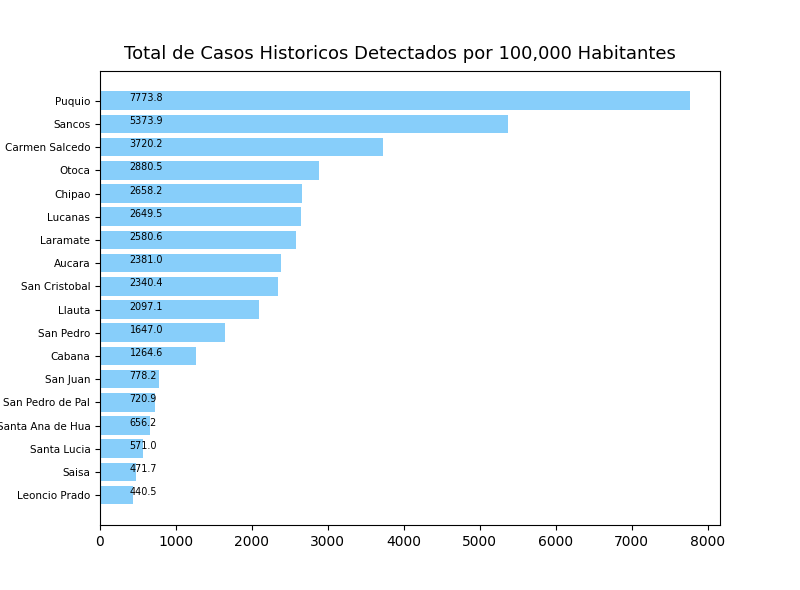 Total de Casos Historicos Detectados por 100,000 Habitantes
Puquio 7773.8
Sancos 5373.9
Carmen Salcedo 3720.2
Otoca 2880.5
Chipao 2658.2
Lucanas 2649.5
Laramate 2580.6
Aucara 2381.0
San Cristobal 2340.4
Llauta 2097.1
San Pedro 1647.0
Cabana 1264.6
San Juan 778.2
San Pedro de Pal 720.9
Santa Ana de Hua 656.2
Santa Lucia 571.0
Saisa 471.7
Leoncio Prado 440.5
0 1000 2000 3000 4000 5000 6000 7000 8000